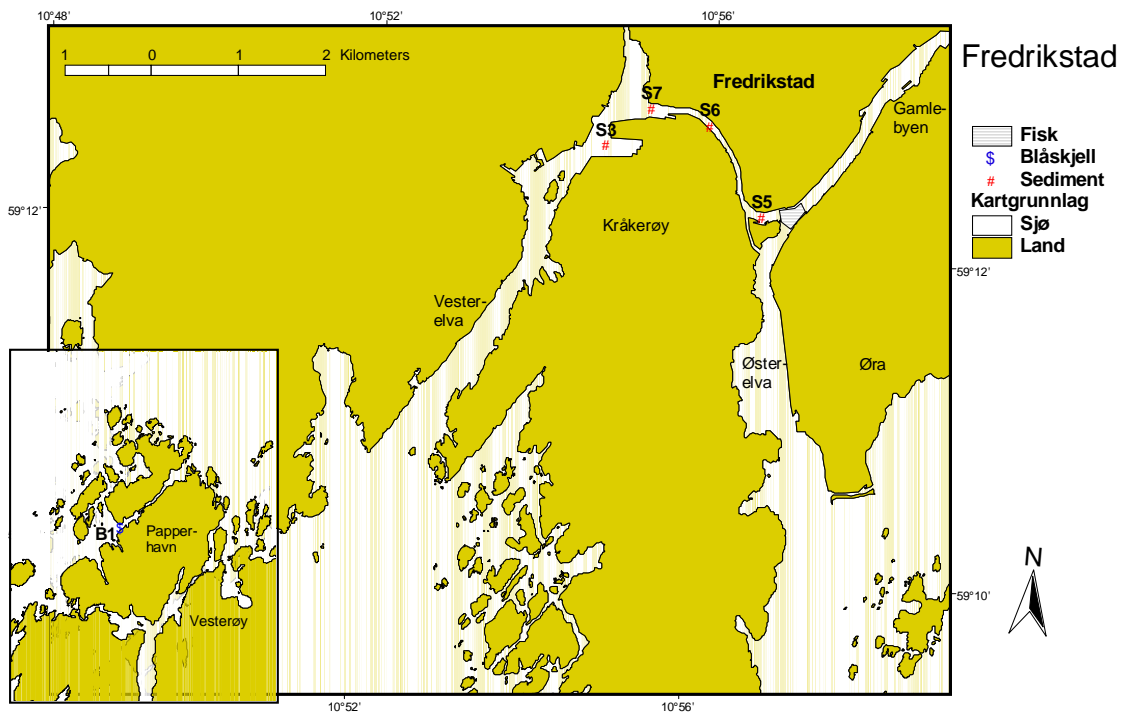 10°48'
10°52'
10°56'
1 0 1 2 Kilometers
Fredrikstad
Fredrikstad
S7
S6
Gamle-
byen
S3
Fisk
$ Blåskjell
# Sediment
Kartgrunnlag
Sjø
Land
59°12'
S5
Kråkerøy
59°12'
Vester-
elva
Øster-
elva
Øra
B1
Papper-
havn
Vesterøy
N
59°10'
10°52'
10°56'